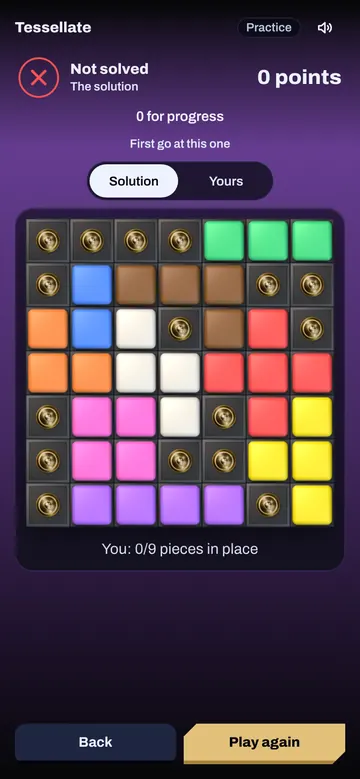 Tessellate
Practice
Not solved
The solution
0 points
0 for progress
First go at this one
Solution
Yours
You: 0/9 pieces in place
Back
Play again